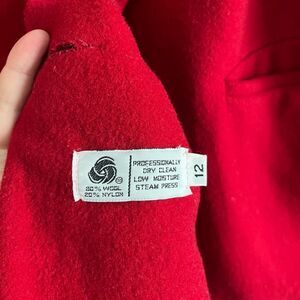 80% WOOL
20% NYLON
PROFESSIONALLY
DRY CLEAN
LOW MOISTURE
STEAM PRESS
12